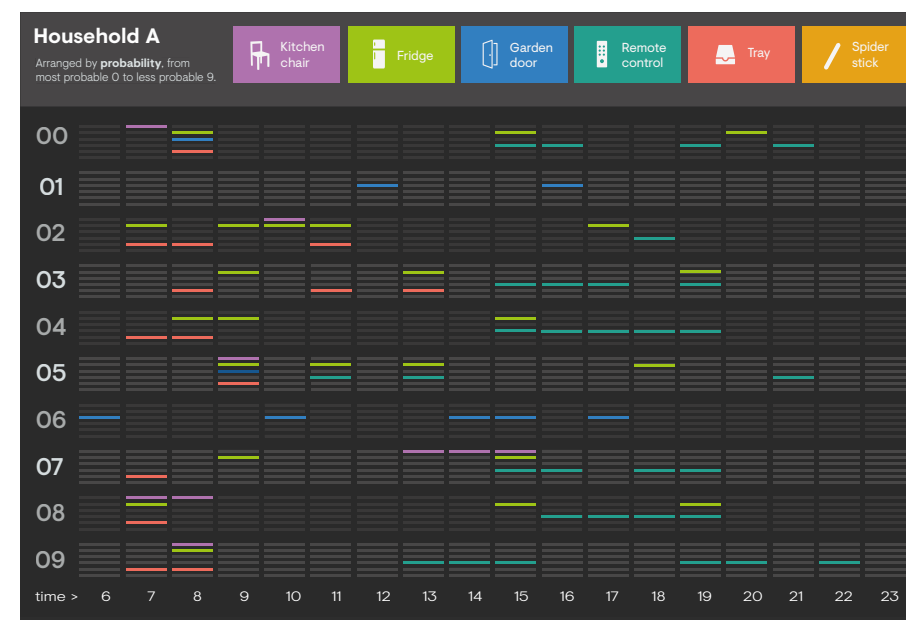 Household A
Arranged by probability, from
most probable 0 to less probable 9.
Kitchen
chair
Fridge
Garden
door
Remote
control
Tray
Spider
stick
00
01
02
03
04
05
06
07
08
09
time > 6 7 8 9 10 11 12 13 14 15 16 17 18 19 20 21 22 23